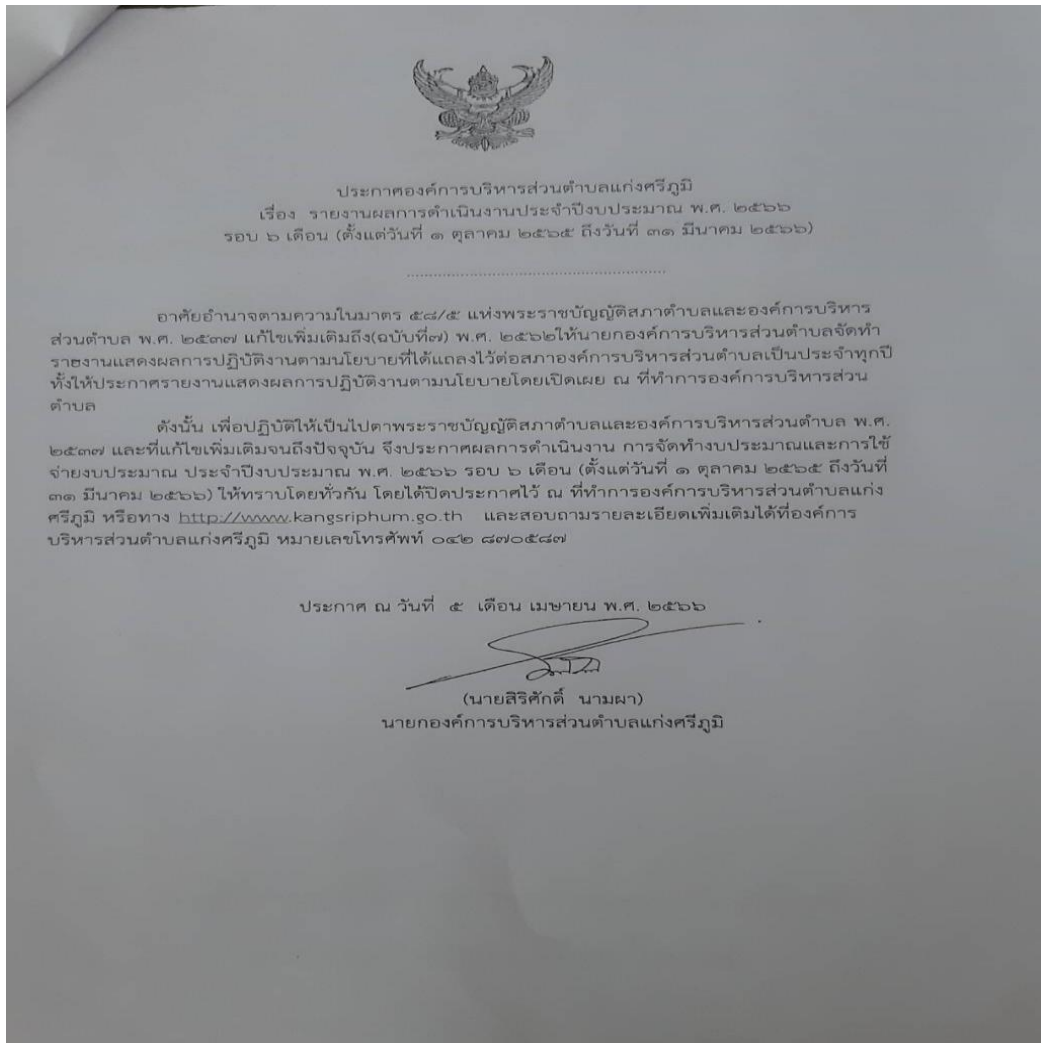 ประกาศองค์การบริหารส่วนตำบลแก่งศรีภูมิ
เรื่อง รายงานผลการดำเนินงานประจำปีงบประมาณ พ.ศ. ๒๕๖๖
รอบ ๖ เดือน (ตั้งแต่วันที่ ๑ ตุลาคม ๒๕๖๕ ถึงวันที่ ๓๑ มีนาคม ๒๕๖๖)
............................................................
อาศัยอำนาจตามความในมาตร ๕๘/๕ แห่งพระราชบัญญัติสภาตำบลและองค์การบริหาร
ส่วนตำบล พ.ศ. ๒๕๓๗ แก้ไขเพิ่มเติมถึง(ฉบับที่๗) พ.ศ. ๒๕๖๒ให้นายกองค์การบริหารส่วนตำบลจัดทำ
รายงานแสดงผลการปฏิบัติงานตามนโยบายที่ได้แถลงไว้ต่อสภาองค์การบริหารส่วนตำบลเป็นประจำทุกปี
ทั้งให้ประกาศรายงานแสดงผลการปฏิบัติงานตามนโยบายโดยเปิดเผย ณ ที่ทำการองค์การบริหารส่วน
ตำบล
ดังนั้น เพื่อปฏิบัติให้เป็นไปตาพระราชบัญญัติสภาตำบลและองค์การบริหารส่วนตำบล พ.ศ.
๒๕๓๗ และที่แก้ไขเพิ่มเติมจนถึงปัจจุบัน จึงประกาศผลการดำเนินงาน การจัดทำงบประมาณและการใช้
จ่ายงบประมาณ ประจำปีงบประมาณ พ.ศ. ๒๕๖๖ รอบ ๖ เดือน (ตั้งแต่วันที่ ๑ ตุลาคม ๒๕๖๕ ถึงวันที่
๓๑ มีนาคม ๒๕๖๖) ให้ทราบโดยทั่วกัน โดยได้ปิดประกาศไว้ ณ ที่ทำการองค์การบริหารส่วนตำบลแก่ง
ศรีภูมิ หรือทาง http://www.kangsriphum.go.th และสอบถามรายละเอียดเพิ่มเติมได้ที่องค์การ
บริหารส่วนตำบลแก่งศรีภูมิ หมายเลขโทรศัพท์ ๐๔๒ ๘๗๐๕๘๗
ประกาศ ณ วันที่ ๕ เดือน เมษายน พ.ศ. ๒๕๖๖
(นายสิริศักดิ์ นามผา)
นายกองค์การบริหารส่วนตำบลแก่งศรีภูมิ